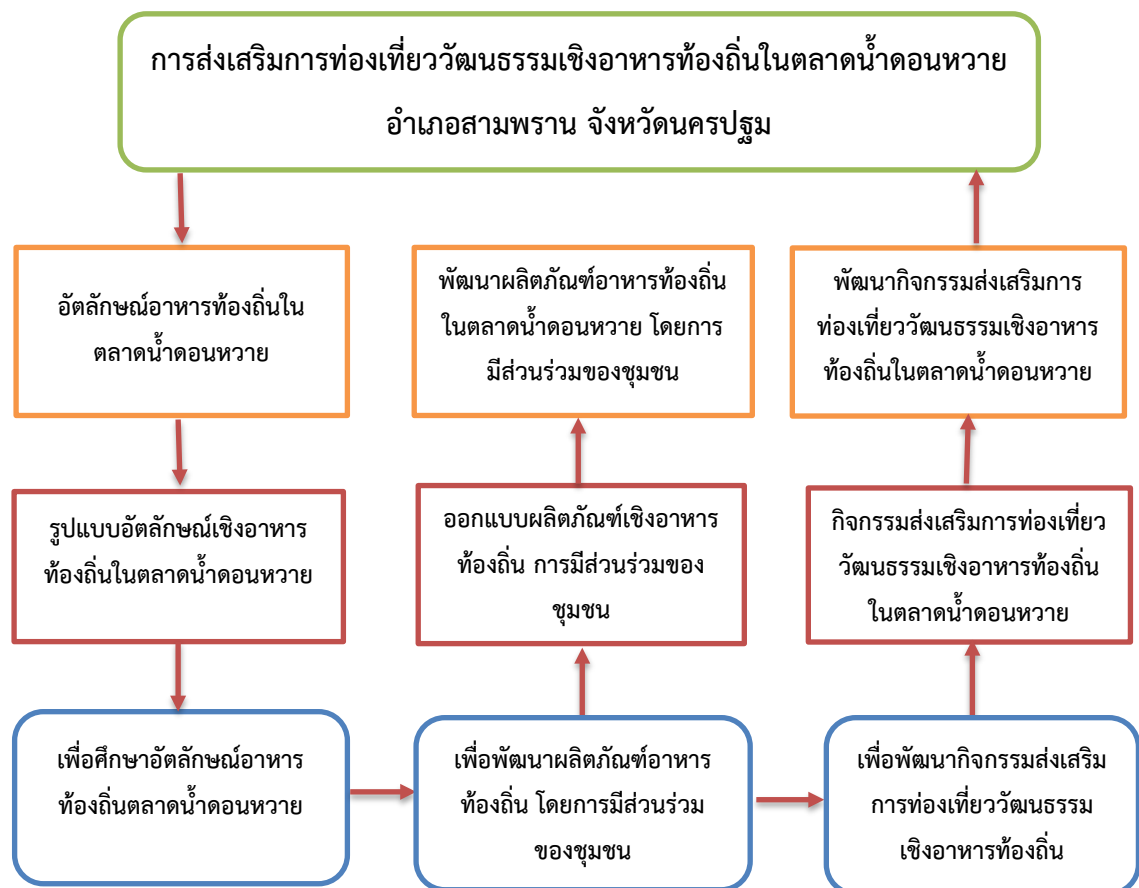 การส่งเสริมการท่องเที่ยววัฒนธรรมเชิงอาหารท้องถิ่นในตลาดน้ำดอนหวาย
อำเภอสามพราน จังหวัดนครปฐม
อัตลักษณ์อาหารท้องถิ่นใน
ตลาดน้ำดอนหวาย
พัฒนาผลิตภัณฑ์อาหารท้องถิ่น
ในตลาดน้ำดอนหวาย โดยการ
มีส่วนร่วมของชุมชน
พัฒนากิจกรรมส่งเสริมการ
ท่องเที่ยววัฒนธรรมเชิงอาหาร
ท้องถิ่นในตลาดน้ำดอนหวาย
รูปแบบอัตลักษณ์เชิงอาหาร
ท้องถิ่นในตลาดน้ำดอนหวาย
ออกแบบผลิตภัณฑ์เชิงอาหาร
ท้องถิ่น การมีส่วนร่วมของ
ชุมชน
กิจกรรมส่งเสริมการท่องเที่ยว
วัฒนธรรมเชิงอาหารท้องถิ่น
ในตลาดน้ำดอนหวาย
เพื่อศึกษาอัตลักษณ์อาหาร
ท้องถิ่นตลาดน้ำดอนหวาย
เพื่อพัฒนาผลิตภัณฑ์อาหาร
ท้องถิ่น โดยการมีส่วนร่วม
ของชุมชน
เพื่อพัฒนากิจกรรมส่งเสริม
การท่องเที่ยววัฒนธรรม
เชิงอาหารท้องถิ่น